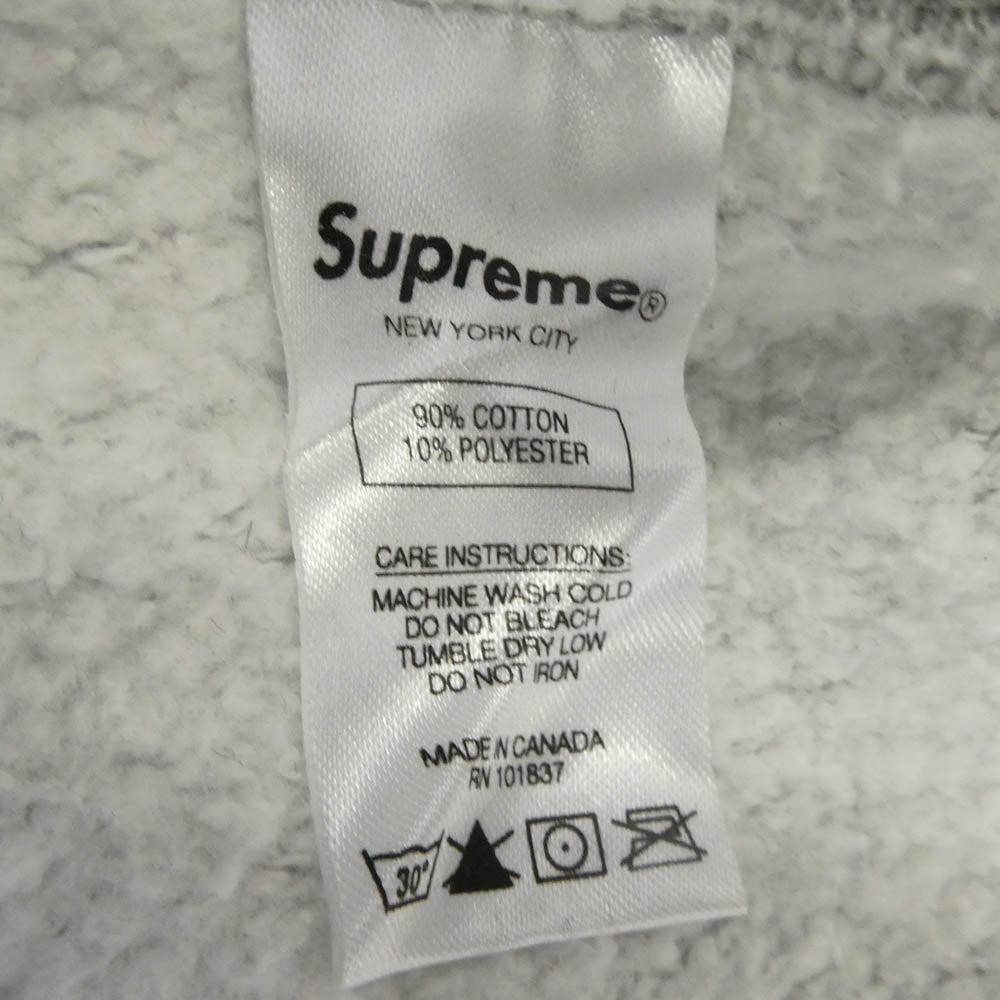 Supreme®
NEW YORK CITY
90% COTTON
10% POLYESTER
CARE INSTRUCTIONS:
MACHINE WASH COLD
DO NOT BLEACH
TUMBLE DRY LOW
DO NOT IRON
MADE IN CANADA
RN 101837
30°